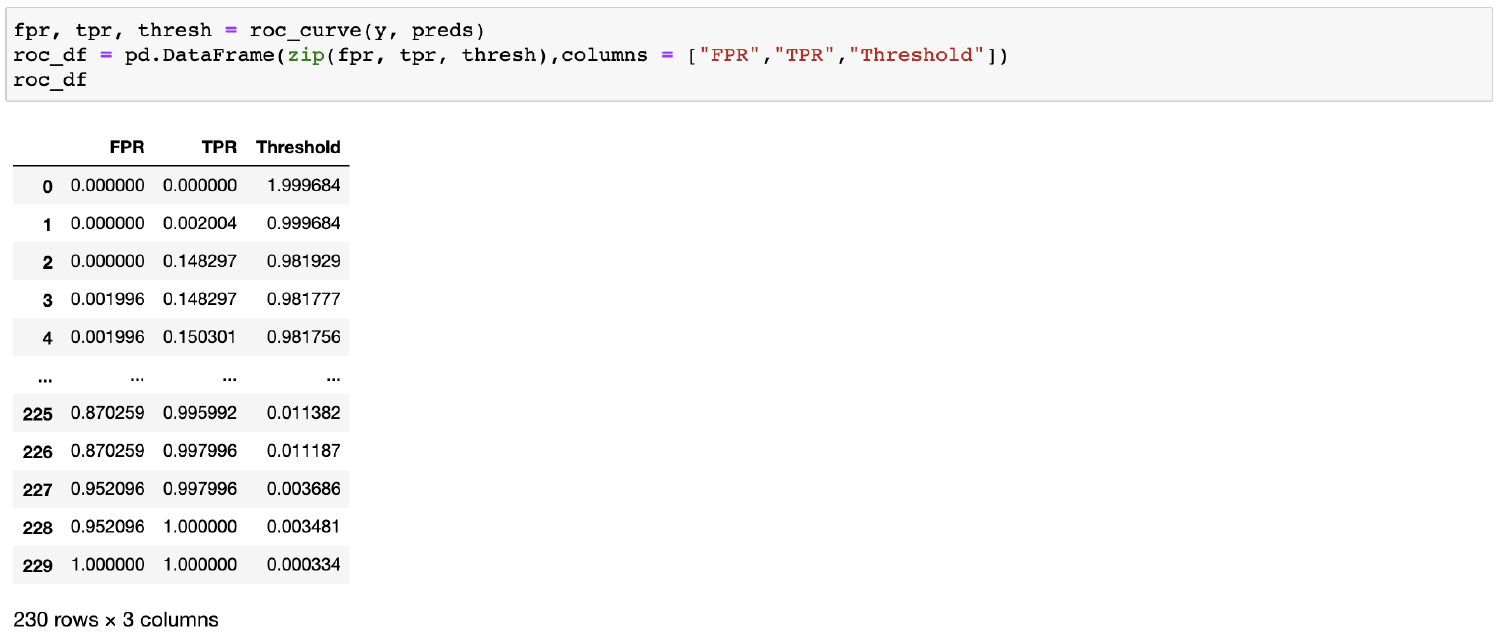 fpr, tpr, thresh = roc_curve(y, preds)
roc_df = pd.DataFrame(zip(fpr, tpr, thresh),columns = ["FPR","TPR","Threshold"])
roc_df
FPR TPR Threshold
0 0.000000 0.000000 1.999684
1 0.000000 0.002004 0.999684
2 0.000000 0.148297 0.981929
3 0.001996 0.148297 0.981777
4 0.001996 0.150301 0.981756
... ... ... ...
225 0.870259 0.995992 0.011382
226 0.870259 0.997996 0.011187
227 0.952096 0.997996 0.003686
228 0.952096 1.000000 0.003481
229 1.000000 1.000000 0.000334
230 rows × 3 columns